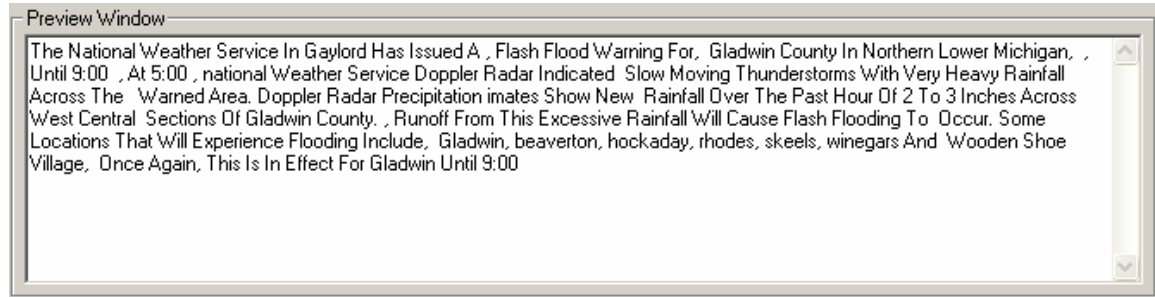 Preview Window
The National Weather Service In Gaylord Has Issued A , Flash Flood Warning For,  Gladwin County In Northern Lower Michigan,  ,
Until 9:00  , At 5:00 , national Weather Service Doppler Radar Indicated  Slow Moving Thunderstorms With Very Heavy Rainfall
Across The   Warned Area. Doppler Radar Precipitation imates Show New  Rainfall Over The Past Hour Of 2 To 3 Inches Across
West Central  Sections Of Gladwin County. , Runoff From This Excessive Rainfall Will Cause Flash Flooding To  Occur. Some
Locations That Will Experience Flooding Include,  Gladwin, beaverton, hockaday, rhodes, skeels, winegars And  Wooden Shoe
Village,  Once Again, This Is In Effect For Gladwin Until 9:00